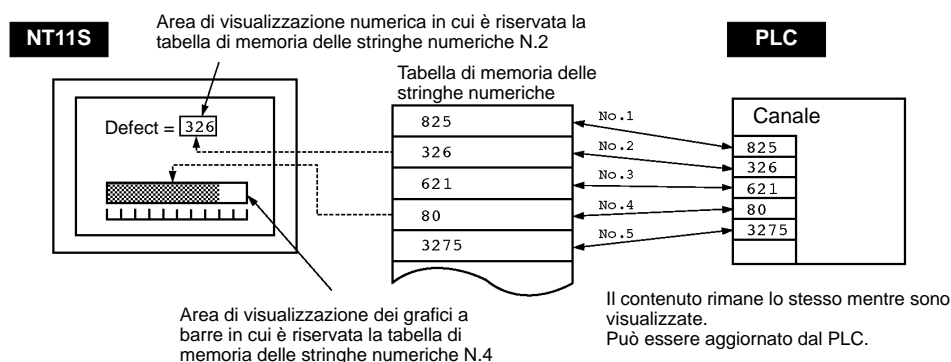 Area di visualizzazione numerica in cui è riservata la
tabella di memoria delle stringhe numeriche N.2
NT11S
PLC
Tabella di memoria delle
stringhe numeriche
Defect = 326
825
326
621
80
3275
No.1
No.2
No.3
No.4
No.5
Canale
825
326
621
80
3275
Area di visualizzazione dei grafici a
barre in cui è riservata la tabella di
memoria delle stringhe numeriche N.4
Il contenuto rimane lo stesso mentre sono
visualizzate.
Può essere aggiornato dal PLC.